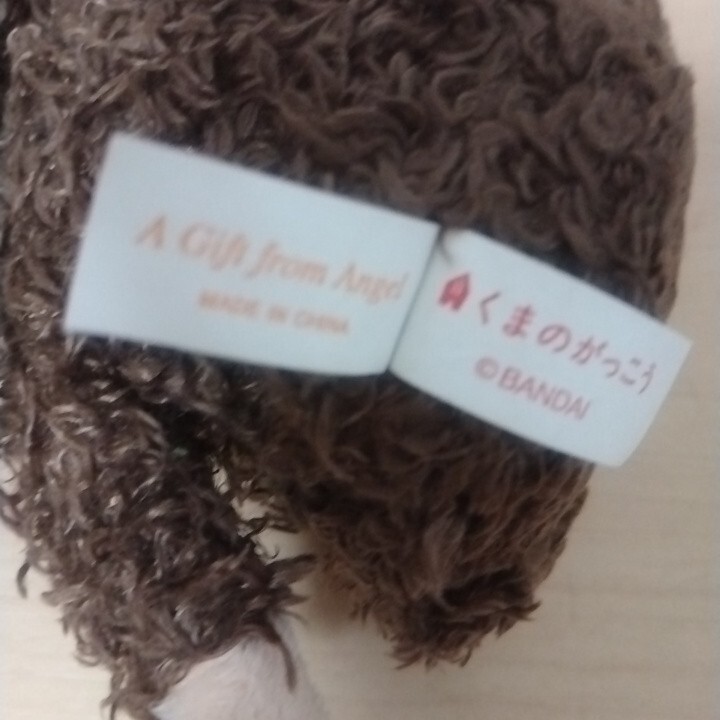 A Gift from Angel
MADE IN CHINA
くまのがっこう
©BANDAI